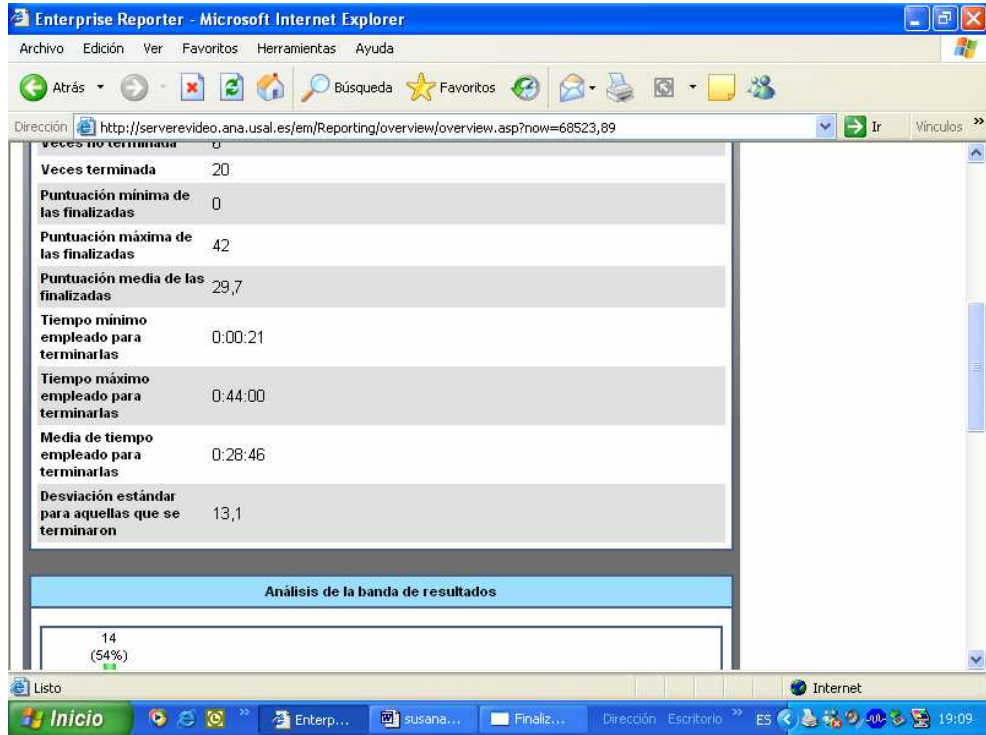 Enterprise Reporter - Microsoft Internet Explorer
Archivo Edición Ver Favoritos Herramientas Ayuda
Atrás Búsqueda Favoritos
Dirección http://serverevideo.ana.usal.es/em/Reporting/overview/overview.asp?now=68523,89 Ir Vínculos »
Veces no terminada
Veces terminada 20
Puntuación mínima de
las finalizadas 0
Puntuación máxima de
las finalizadas 42
Puntuación media de las
finalizadas 29,7
Tiempo mínimo
empleado para 0:00:21
terminarlas
Tiempo máximo
empleado para 0:44:00
terminarlas
Media de tiempo
empleado para 0:28:46
terminarlas
Desviación estándar
para aquellas que se 13,1
terminaron
Análisis de la banda de resultados
14
(54%)
Listo Internet
Inicio » Enterp... susana... Finaliz... Dirección Escritorio » ES 19:09